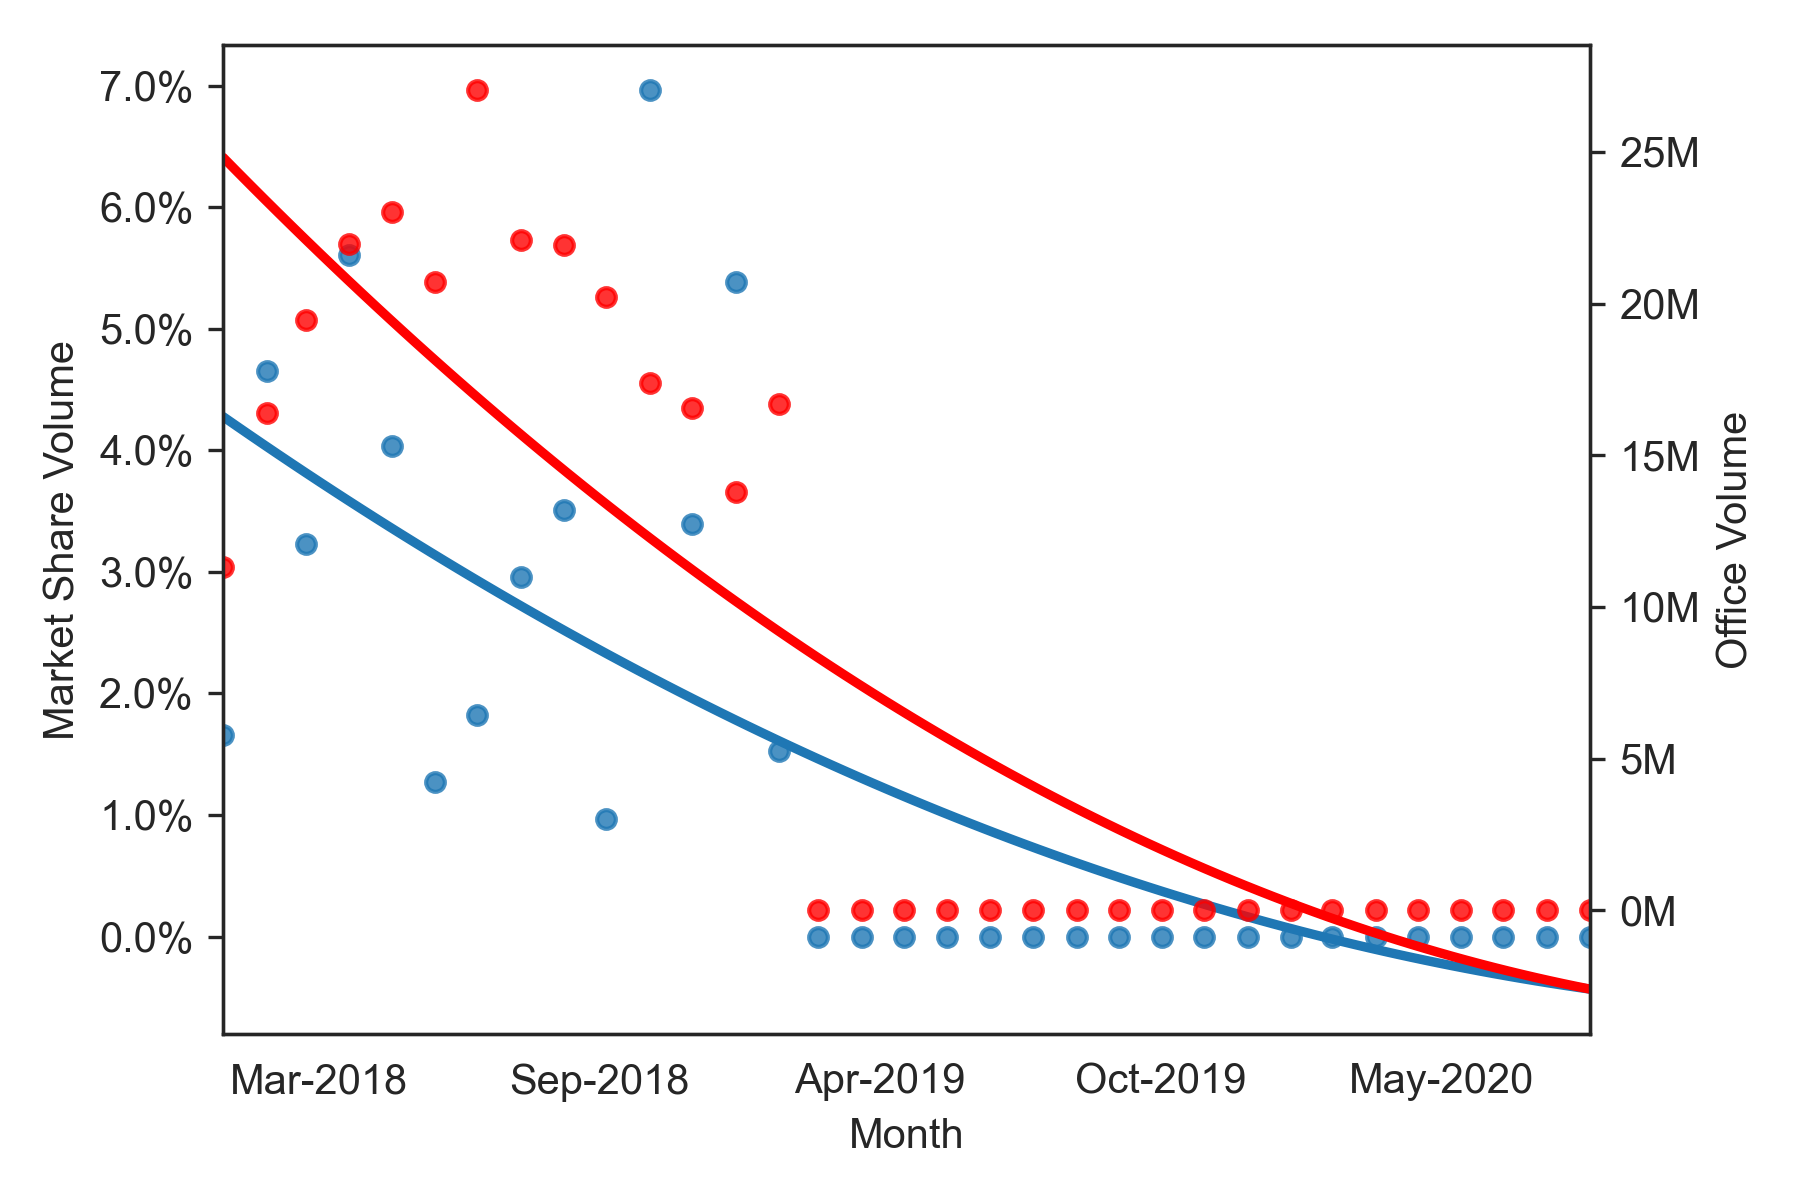 7.0%
6.0%
5.0%
4.0%
3.0%
2.0%
1.0%
0.0%
Market Share Volume
25M
20M
15M
10M
5M
0M
Office Volume
Mar-2018
Sep-2018
Apr-2019
Oct-2019
May-2020
Month